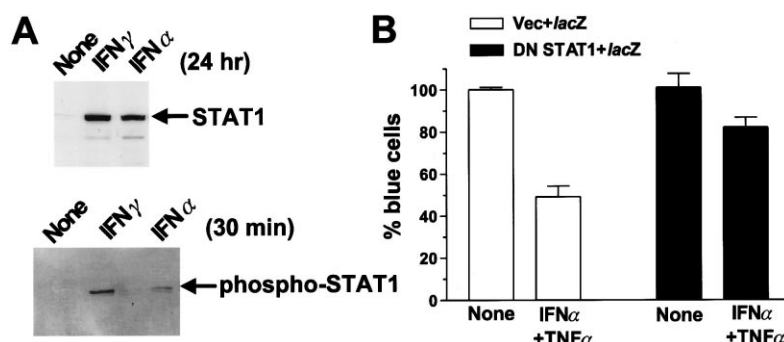 A
None
IFNγ
IFNα
(24 hr)
STAT1
None
IFNγ
IFNα
(30 min)
phospho-STAT1
B
Vec+lacZ
DN STAT1+lacZ
% blue cells
100
80
60
40
20
0
None
IFNα
+TNFα
None
IFNα
+TNFα